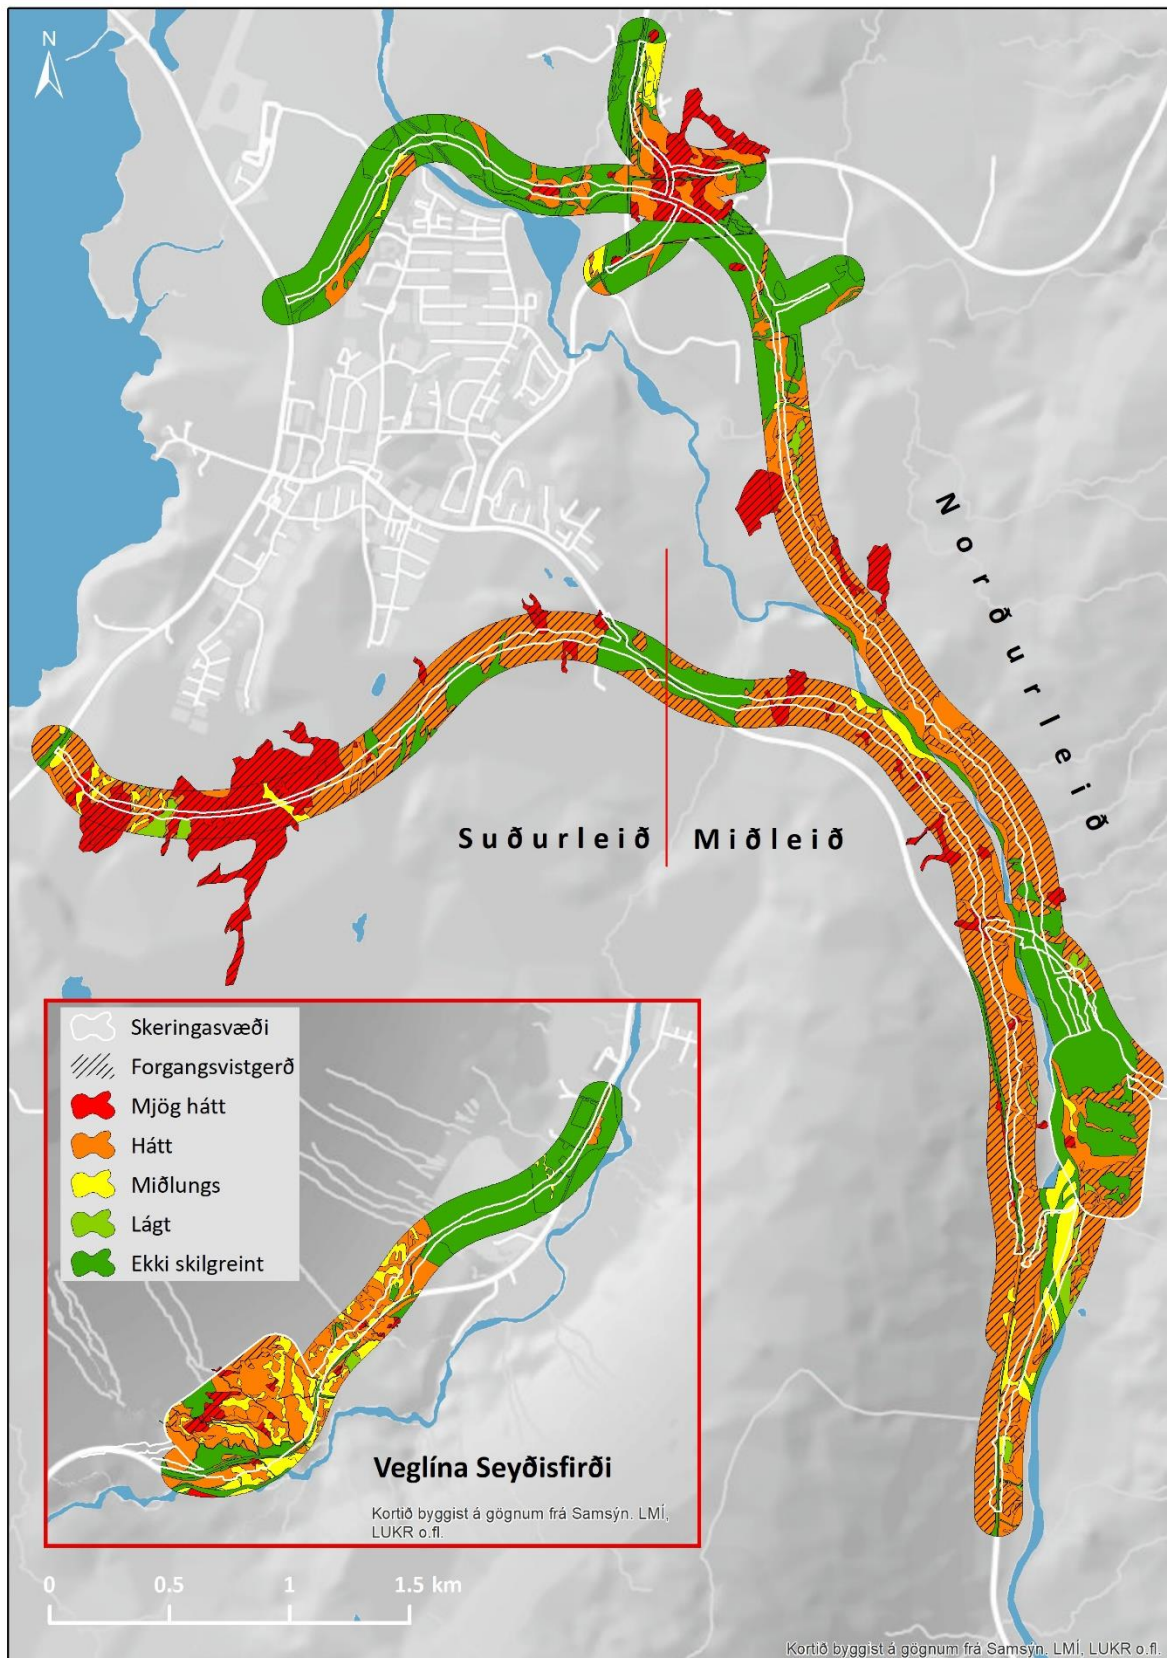 N
Norðurleið
Suðurleið
Miðleið
Skeringasvæði
Forgangsvistgerð
Mjög hátt
Hátt
Miðlungs
Lágt
Ekki skilgreint
Veglína Seyðisfirði
Kortið byggist á gögnum frá Samsýn. LMÍ,
LUKR o.fl.
0 0.5 1 1.5 km
Kortið byggist á gögnum frá Samsýn. LMÍ, LUKR o.fl.